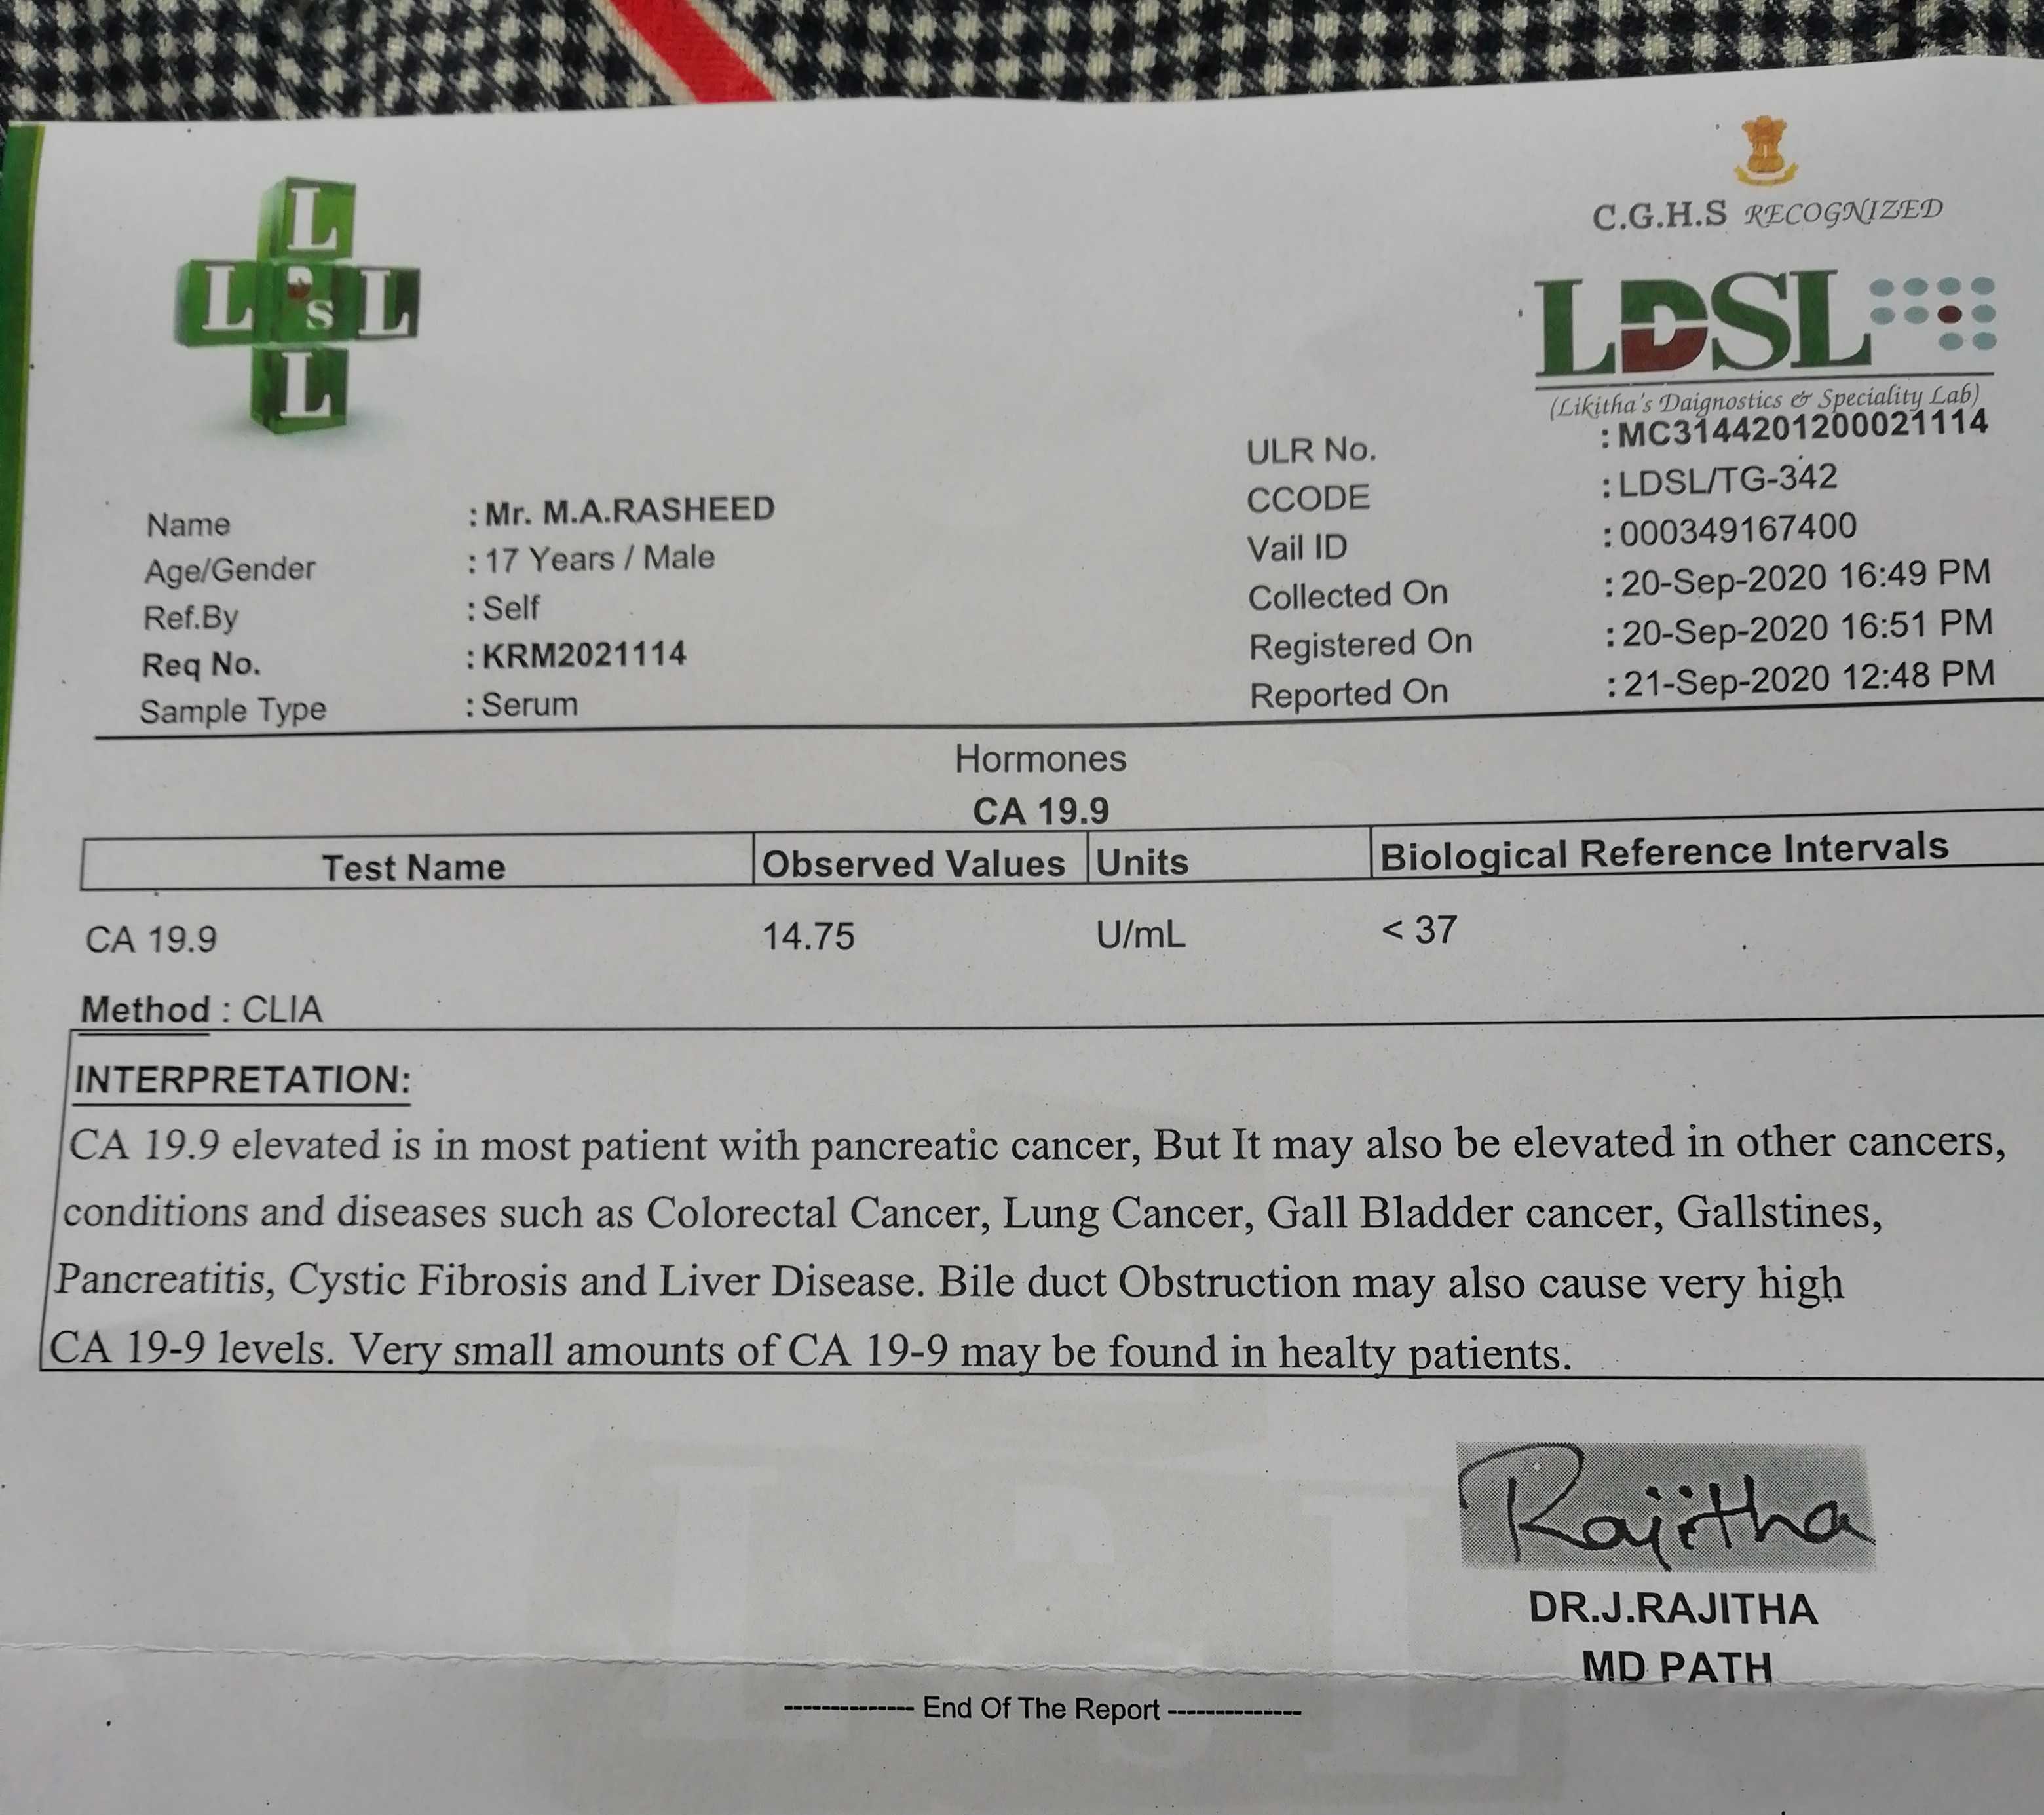 L
L D S L
L
C.G.H.S RECOGNIZED
LDSL
(Likitha's Daignostics & Speciality Lab)
Name : Mr. M.A.RASHEED
Age/Gender : 17 Years / Male
Ref.By : Self
Req No. : KRM2021114
Sample Type : Serum
ULR No. : MC3144201200021114
CCODE : LDSL/TG-342
Vail ID : 000349167400
Collected On : 20-Sep-2020 16:49 PM
Registered On : 20-Sep-2020 16:51 PM
Reported On : 21-Sep-2020 12:48 PM
Hormones
CA 19.9
Test Name Observed Values Units Biological Reference Intervals
CA 19.9 14.75 U/mL < 37
Method : CLIA
INTERPRETATION:
CA 19.9 elevated is in most patient with pancreatic cancer, But It may also be elevated in other cancers,
conditions and diseases such as Colorectal Cancer, Lung Cancer, Gall Bladder cancer, Gallstines,
Pancreatitis, Cystic Fibrosis and Liver Disease. Bile duct Obstruction may also cause very high
CA 19-9 levels. Very small amounts of CA 19-9 may be found in healty patients.
Rajitha
DR.J.RAJITHA
MD PATH
-------------- End Of The Report --------------